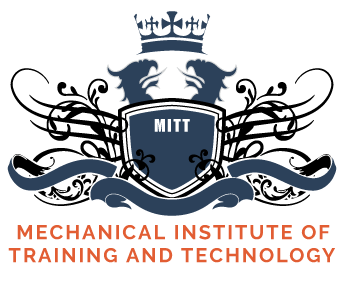 MITT
MECHANICAL INSTITUTE OF
TRAINING AND TECHNOLOGY